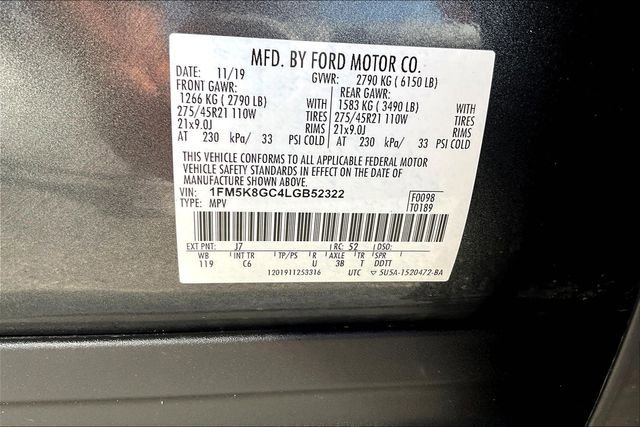 MFD. BY FORD MOTOR CO.
DATE: 11/19 GVWR: 2790 KG ( 6150 LB)
FRONT GAWR: REAR GAWR:
1266 KG ( 2790 LB) WITH 1583 KG ( 3490 LB) WITH
275/45R21 110W TIRES 275/45R21 110W TIRES
21x9.0J RIMS 21x9.0J RIMS
AT 230 kPa/ 33 PSI COLD AT 230 kPa/ 33 PSI COLD
THIS VEHICLE CONFORMS TO ALL APPLICABLE FEDERAL MOTOR
VEHICLE SAFETY STANDARDS IN EFFECT ON THE DATE OF
MANUFACTURE SHOWN ABOVE.
VIN: 1FM5K8GC4LGB52322 F0098
TYPE: MPV T0189
EXT PNT: J7 RC: 52 DSO:
WB INT TR TP/PS R AXLE TR SPR
119 C6 U 3B T DDTT
1201911253316 UTC ▽ 5U5A-1520472-BA